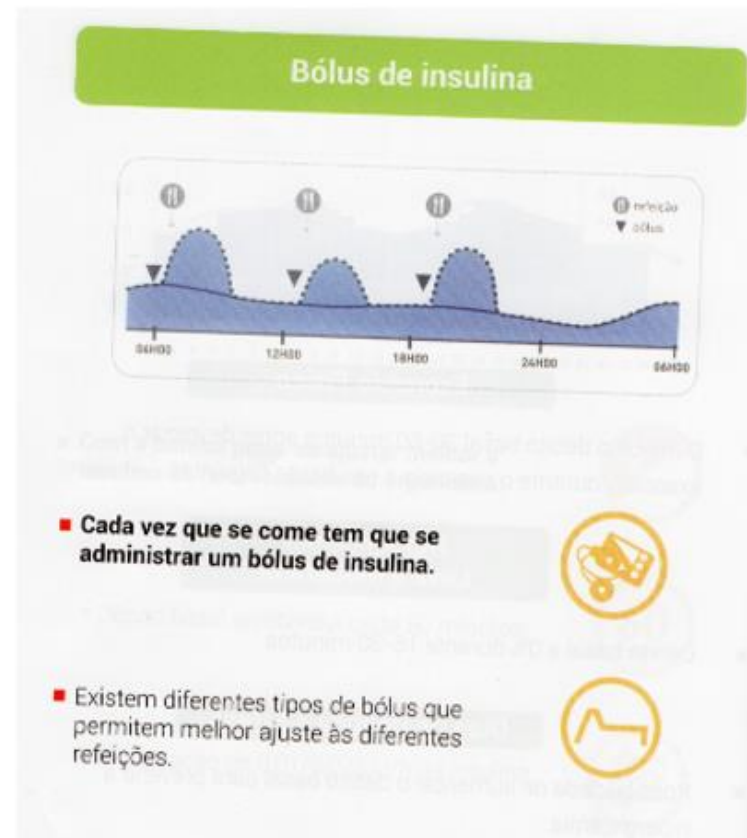 Bólus de insulina
refeição
bólus
06H00
12H00
18H00
24H00
06H00
Cada vez que se come tem que se
administrar um bólus de insulina.
Existem diferentes tipos de bólus que
permitem melhor ajuste às diferentes
refeições.